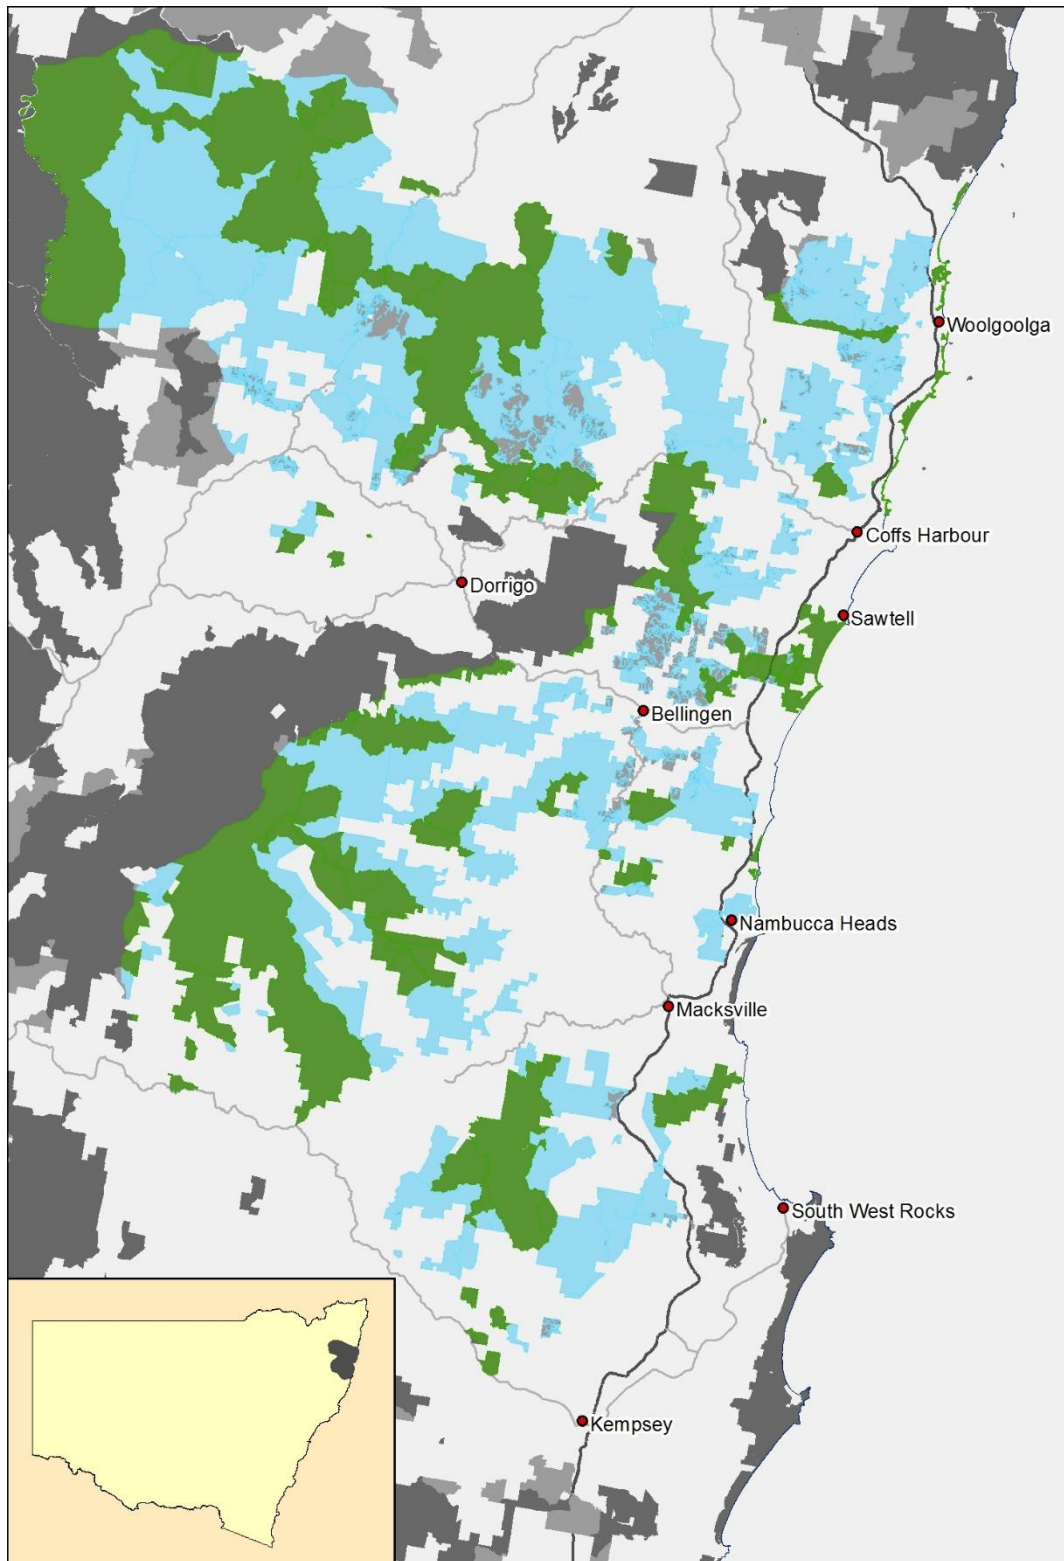 Woolgoolga
Coffs Harbour
Dorrigo
Sawtell
Bellingen
Nambucca Heads
Macksville
South West Rocks
Kempsey